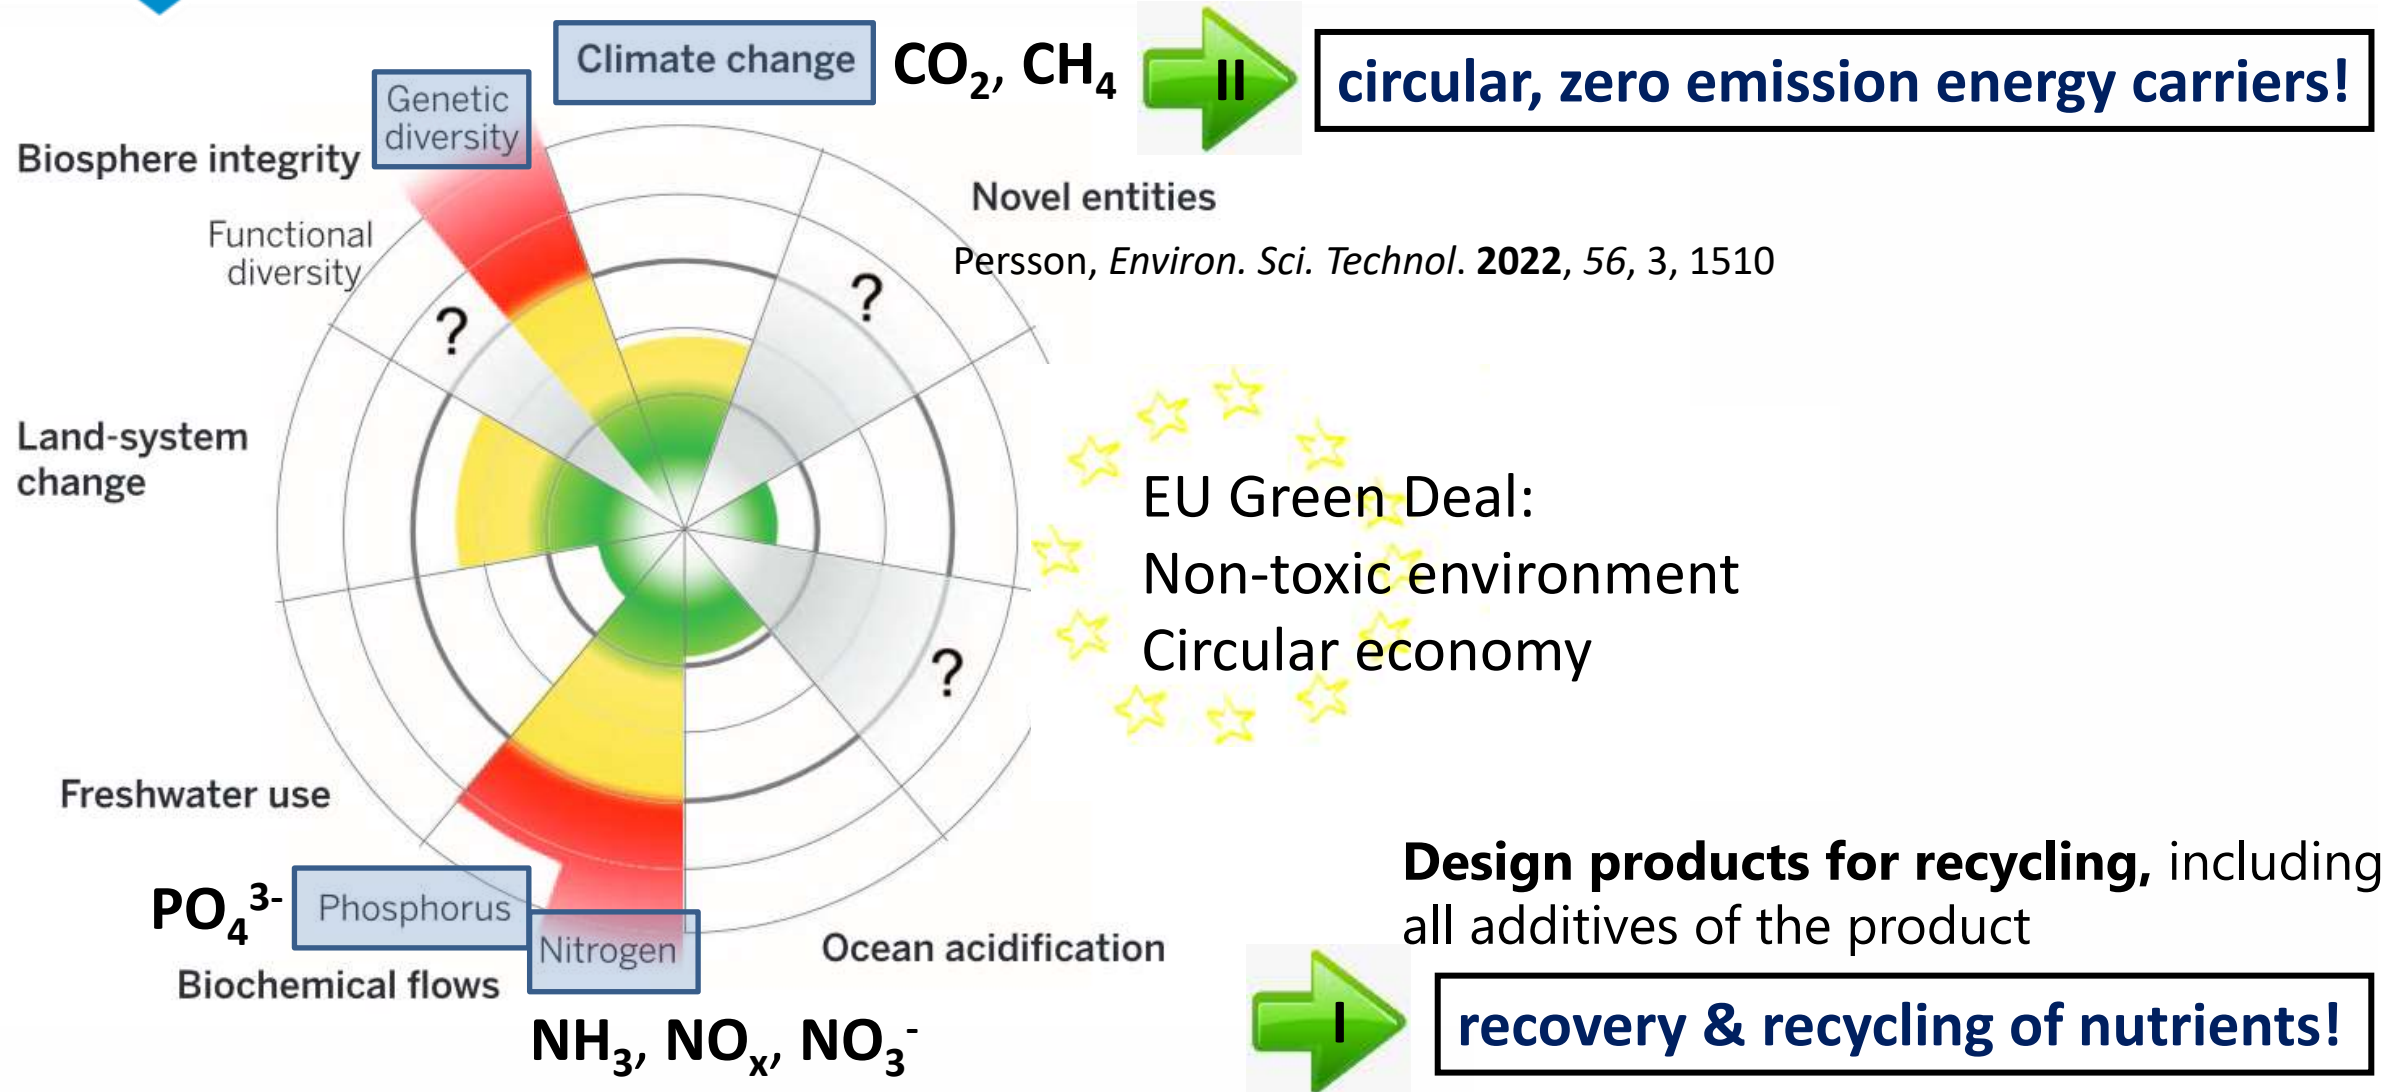 Climate change
CO₂, CH₄
II
circular, zero emission energy carriers!
Genetic
diversity
Biosphere integrity
Functional
diversity
Novel entities
Persson, Environ. Sci. Technol. 2022, 56, 3, 1510
?
?
Land-system
change
EU Green Deal:
Non-toxic environment
Circular economy
?
Freshwater use
Design products for recycling, including
all additives of the product
PO₄³⁻
Phosphorus
Nitrogen
Ocean acidification
Biochemical flows
I
recovery & recycling of nutrients!
NH₃, NOₓ, NO₃⁻